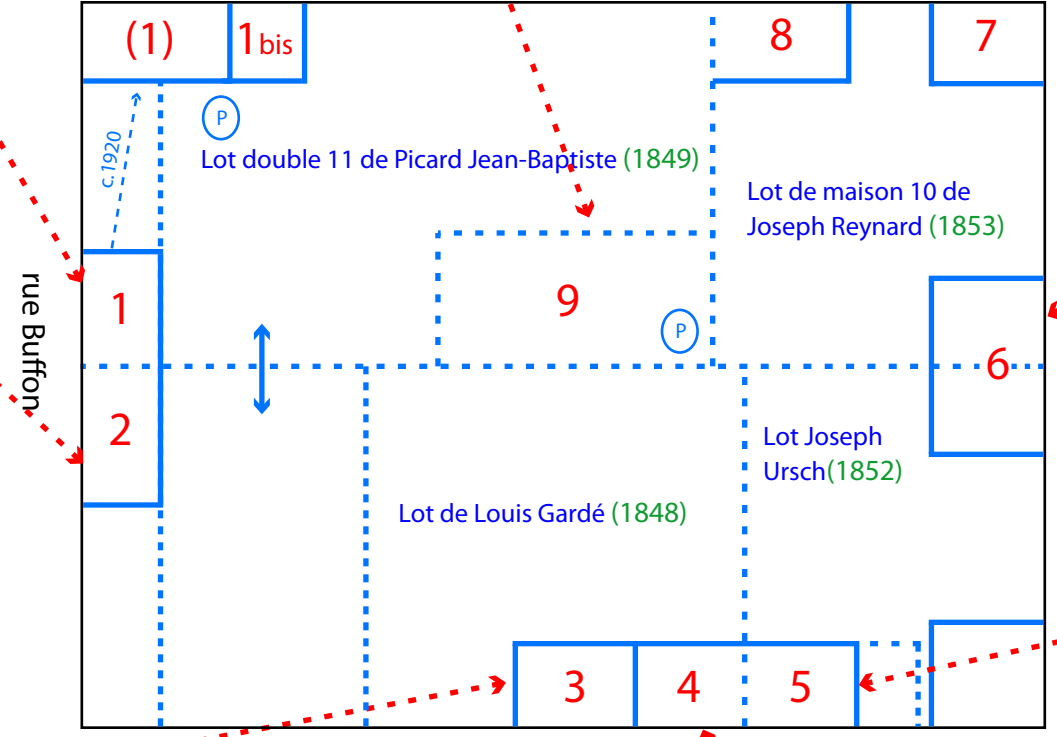 (1)
1 bis
8
7
P
c.1920
Lot double 11 de Picard Jean-Baptiste (1849)
Lot de maison 10 de
Joseph Reynard (1853)
rue Buffon
1
9
P
6
2
Lot Joseph
Ursch(1852)
Lot de Louis Gardé (1848)
3
4
5